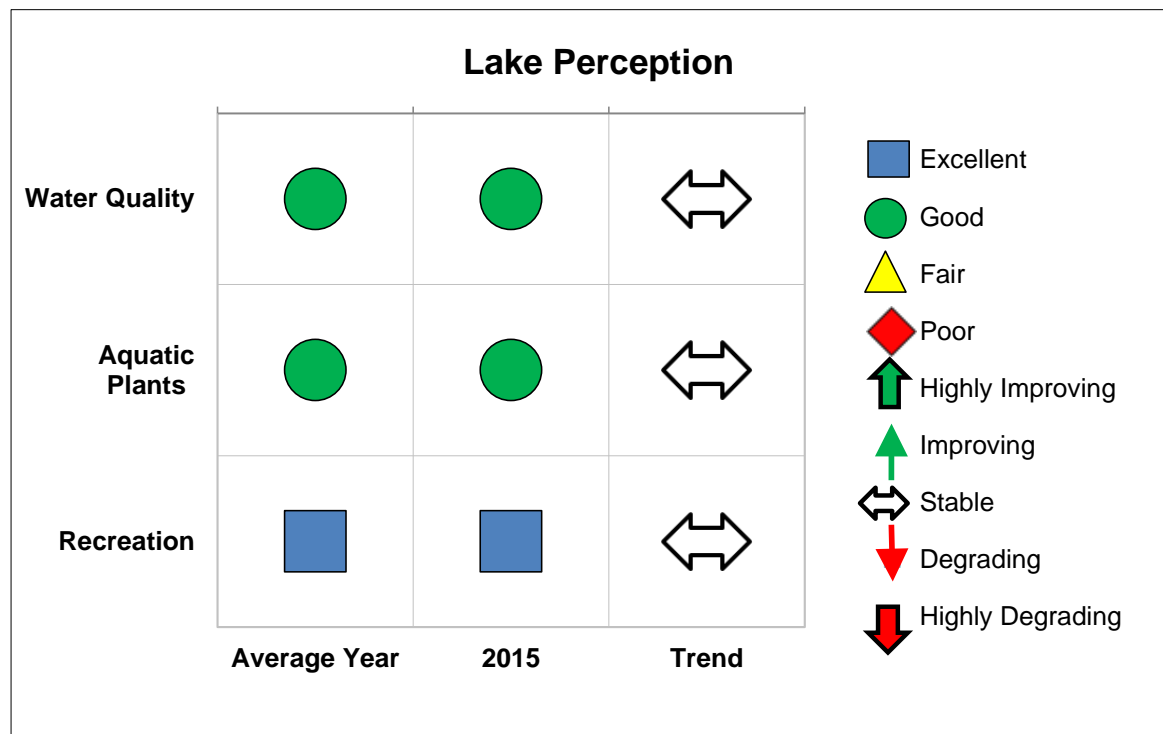 Lake Perception
Water Quality
Aquatic
Plants
Recreation
Average Year
2015
Trend
Excellent
Good
Fair
Poor
Highly Improving
Improving
Stable
Degrading
Highly Degrading